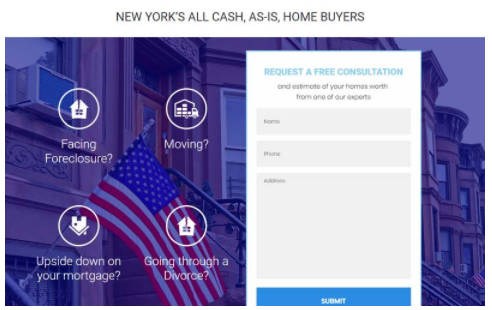 NEW YORK'S ALL CASH, AS-IS, HOME BUYERS
Facing
Foreclosure?
Moving?
Upside down on
your mortgage?
Going through a
Divorce?
REQUEST A FREE CONSULTATION
and estimate of your homes worth
from one of our experts
Name
Phone
Address
SUBMIT